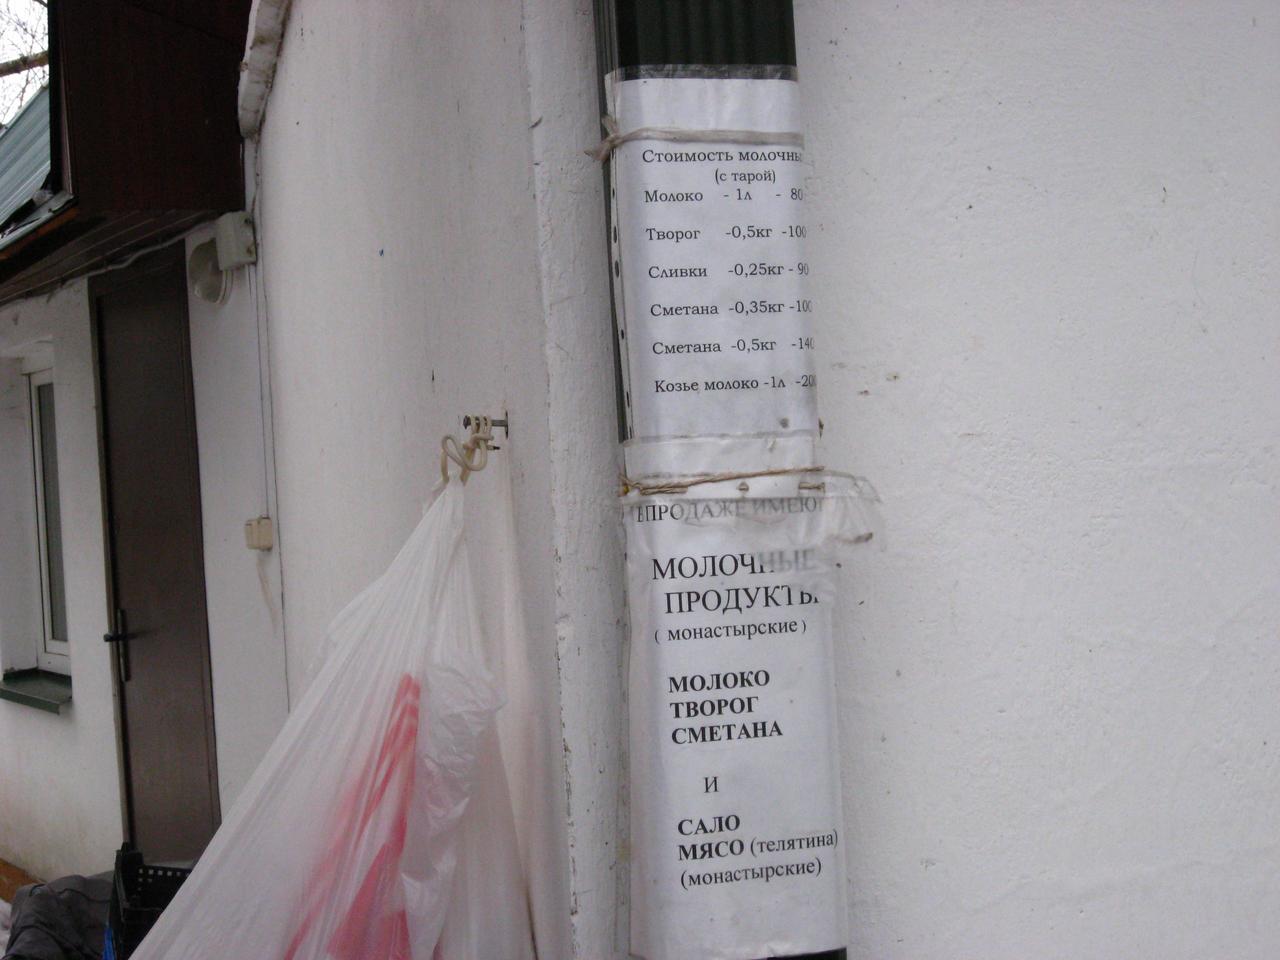 Стоимость молочны
(с тарой)
Молоко - 1л - 80
Творог -0,5кг -100
Сливки -0,25кг - 90
Сметана -0,35кг -100
Сметана -0,5кг -140
Козье молоко -1л -200
В ПРОДАЖЕ ИМЕЮ
МОЛОЧНЫЕ
ПРОДУКТЫ
( монастырские )
МОЛОКО
ТВОРОГ
СМЕТАНА
И
САЛО
МЯСО (телятина)
(монастырские)